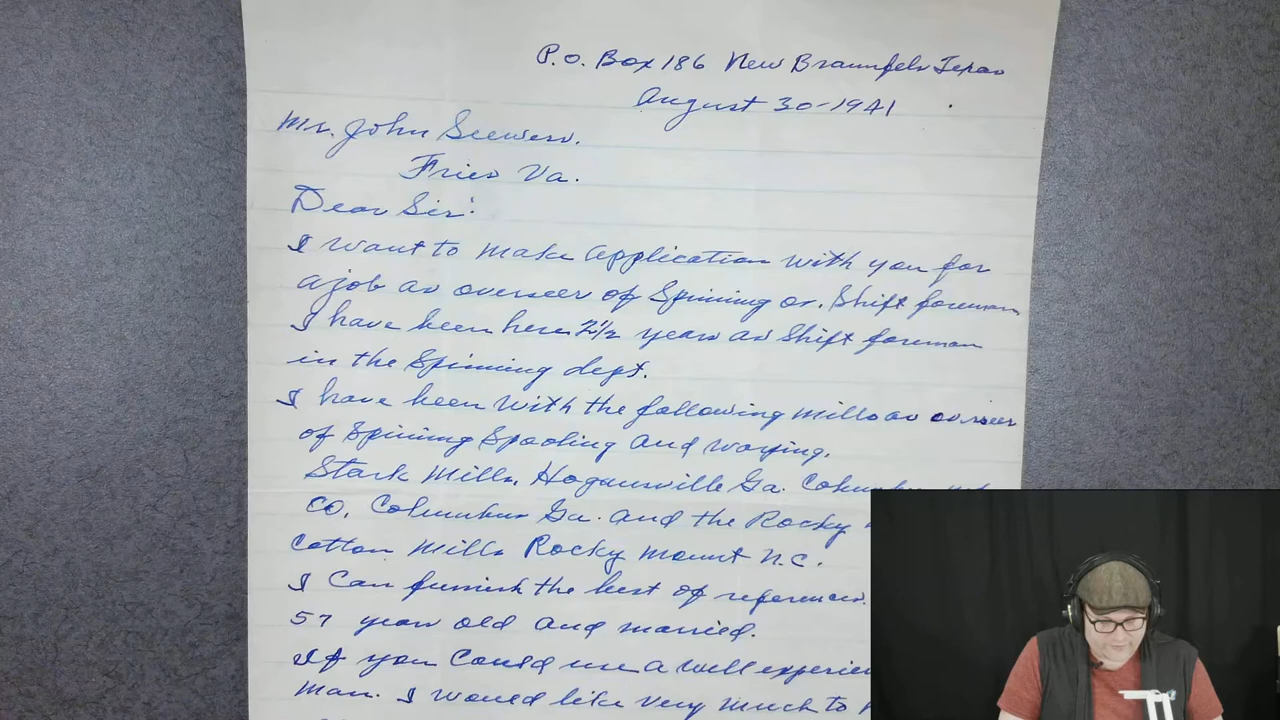 P.O. Box 186 New Braunfels Texas
August 30-1941
Mr. John Seewers.
Fries Va.
Dear Sir:
I want to make application with you for
a job as overseer of Spinning or. Shift foreman
I have been here 2 1/2 years as Shift foreman
in the Spinning dept.
I have been with the following mills as overseer
of Spinning Spooling and warping.
Stark Mills. Hogansville Ga. Columbus
Co. Columbus Ga. and the Rocky
Cotton Mills Rocky Mount N.C.
I Can furnish the best of references.
57 years old and married.
If you Could use a well
man. I would like very much to